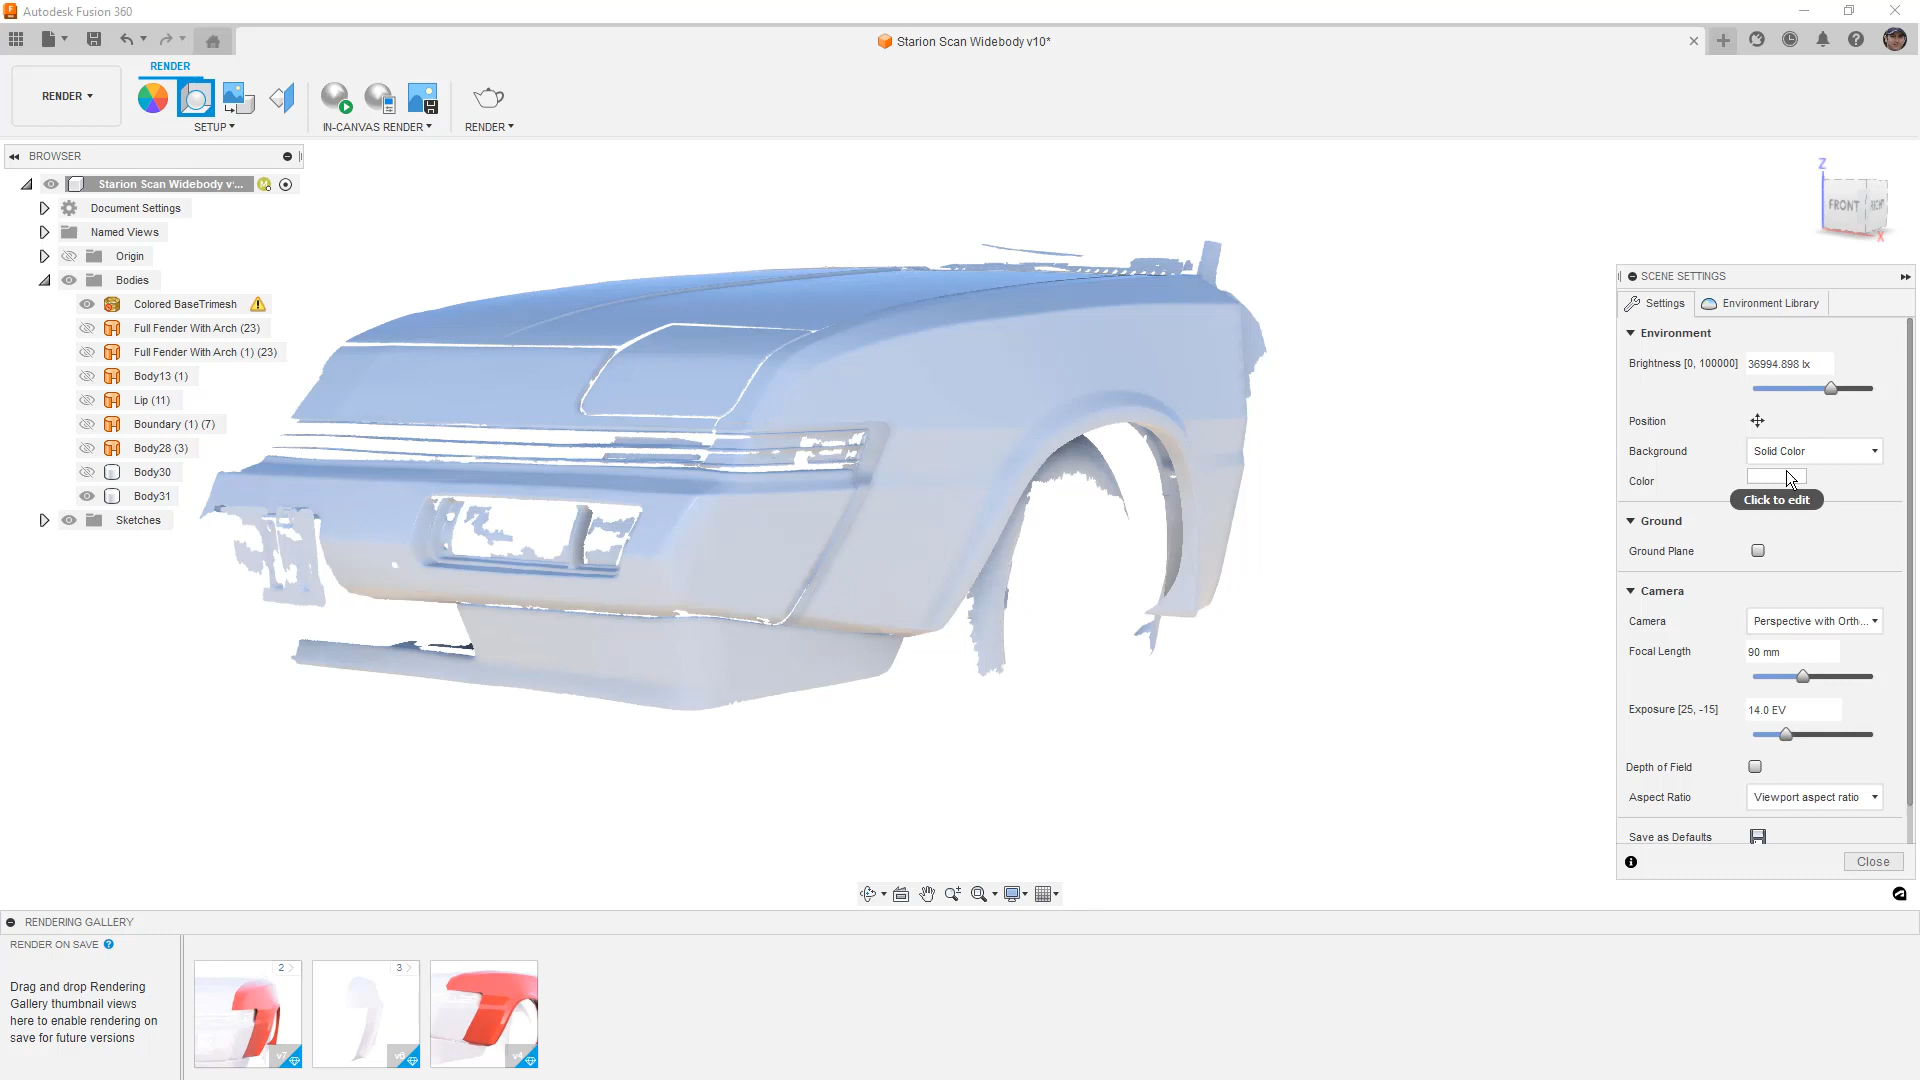 Autodesk Fusion 360
Starion Scan Widebody v10*
RENDER
RENDER
SETUP
IN-CANVAS RENDER
RENDER
BROWSER
Starion Scan Widebody v...
Document Settings
Named Views
Origin
Bodies
Colored BaseTrimesh
Full Fender With Arch (23)
Full Fender With Arch (1) (23)
Body13 (1)
Lip (11)
Boundary (1) (7)
Body28 (3)
Body30
Body31
Sketches
Z
FRONT
RIGHT
X
SCENE SETTINGS
Settings
Environment Library
Environment
Brightness [0, 100000]
36994.898 lx
Position
Background
Solid Color
Color
Click to edit
Ground
Ground Plane
Camera
Camera
Perspective with Orth...
Focal Length
90 mm
Exposure [25, -15]
14.0 EV
Depth of Field
Aspect Ratio
Viewport aspect ratio
Save as Defaults
Close
RENDERING GALLERY
RENDER ON SAVE
Drag and drop Rendering
Gallery thumbnail views
here to enable rendering on
save for future versions
2
v7
3
v6
v4